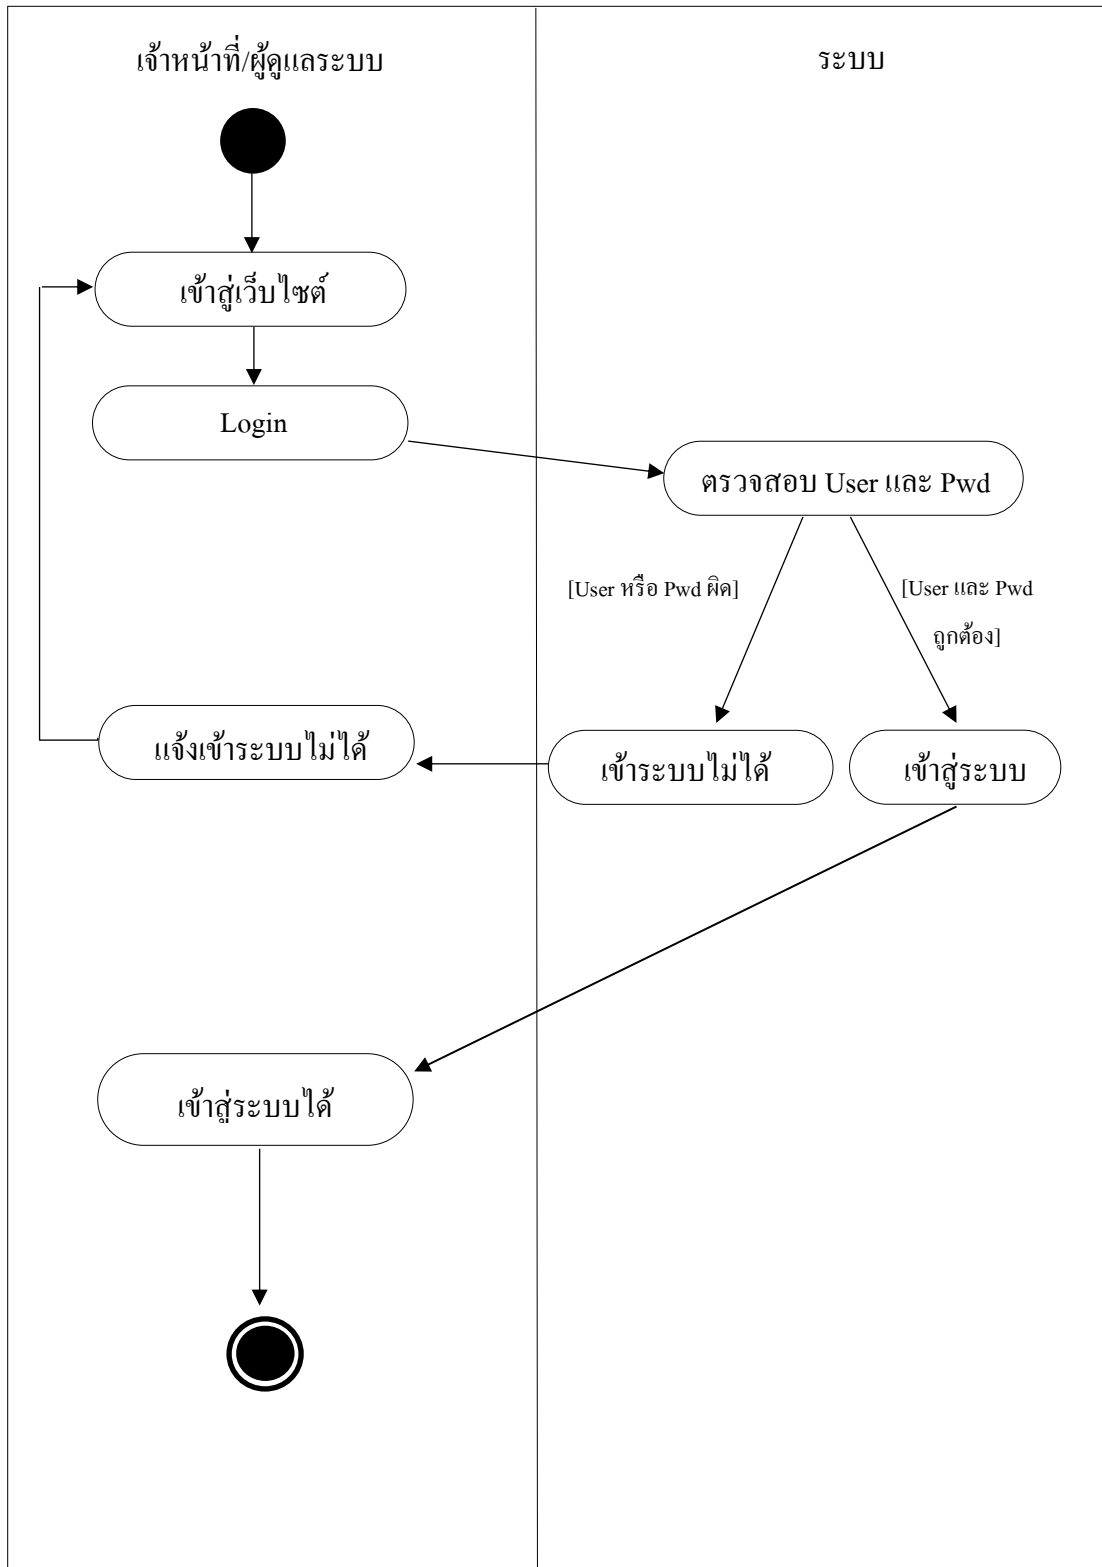 เจ้าหน้าที่/ผู้ดูแลระบบ
ระบบ
เข้าสู่เว็บไซต์
Login
ตรวจสอบ User และ Pwd
[User หรือ Pwd ผิด]
[User และ Pwd
ถูกต้อง]
แจ้งเข้าระบบไม่ได้
เข้าระบบไม่ได้
เข้าสู่ระบบ
เข้าสู่ระบบได้